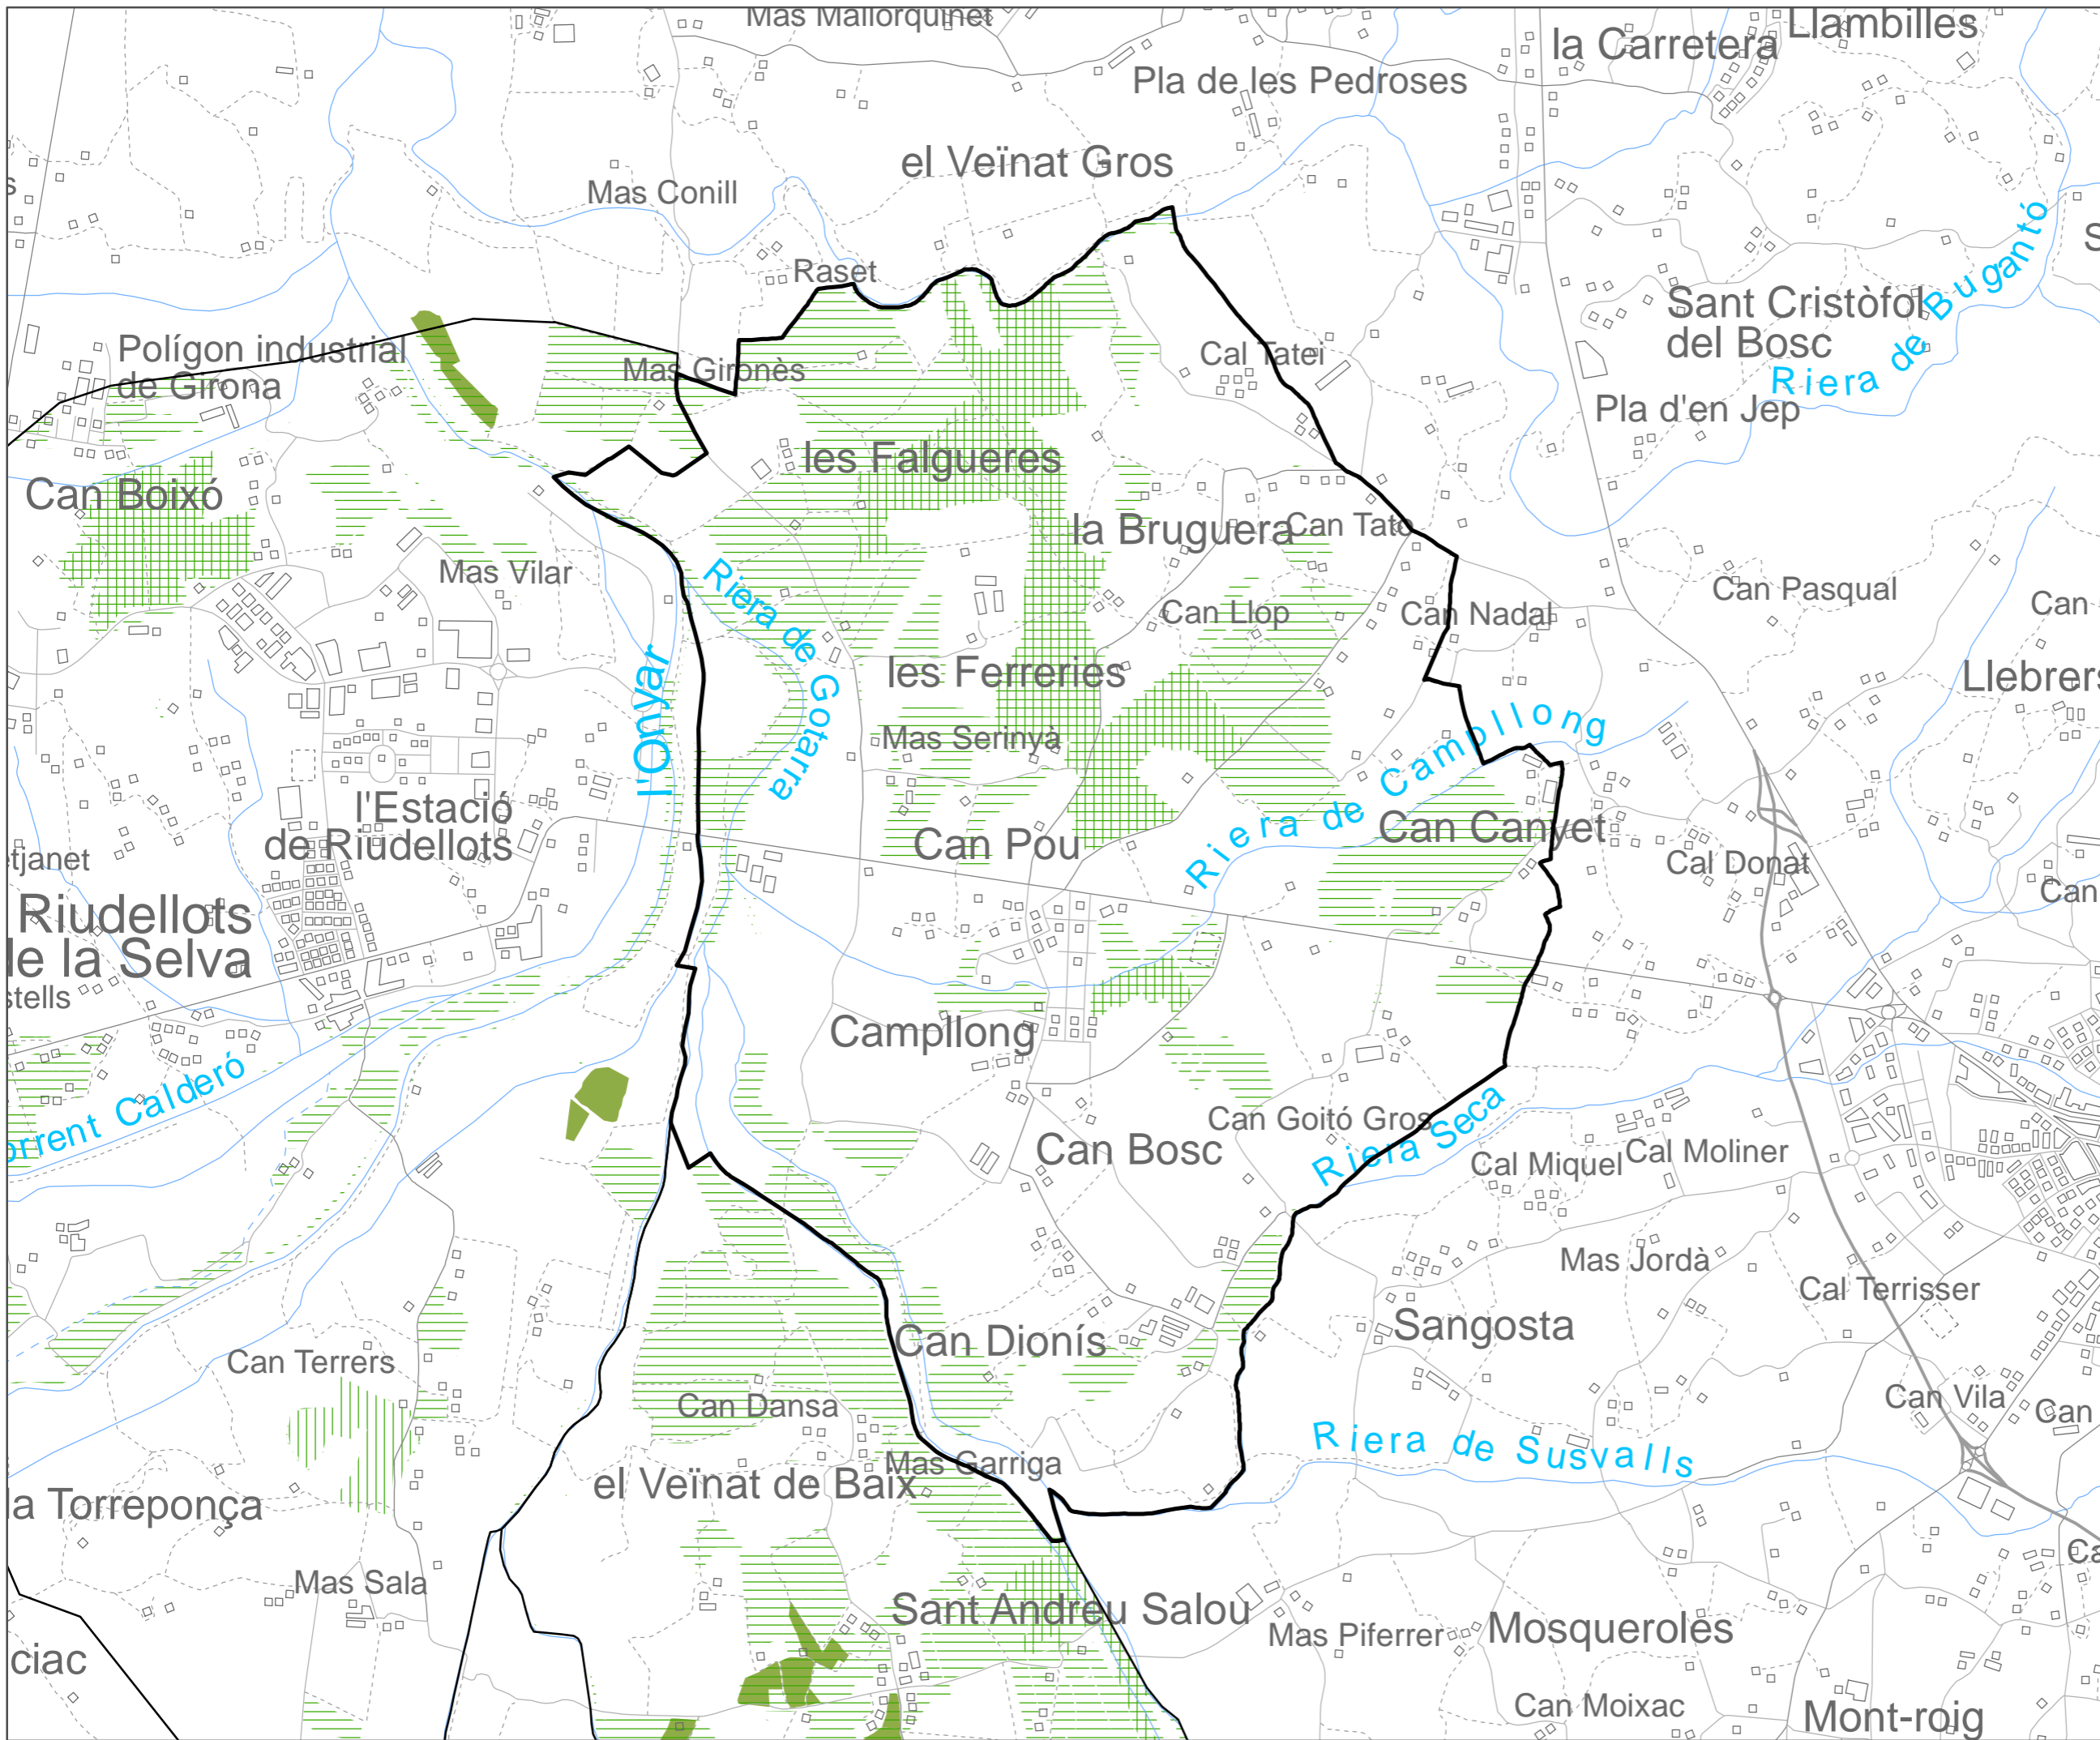 Mas Mallorquinet
Llambilles
la Carretera
Pla de les Pedroses
el Veïnat Gros
Mas Conill
Raset
Sant Cristòfol
del Bosc
Riera de Bugantó
Polígon industrial
de Girona
Mas Gironès
Cal Tatei
Pla d'en Jep
les Falgueres
Can Boixó
la Bruguera
Can Tato
Mas Vilar
Can Pasqual
Can
Can Llop
Can Nadal
Riera de Gotarra
l'Onyar
les Ferreries
Llebrers
Mas Serinyà
Riera de Campllong
l'Estació
de Riudellots
Can Pou
Can Canyet
Cal Donat
tjanet
Can
Riudellots
de la Selva
stells
Campllong
Torrent Calderó
Can Goitó Gros
Riera Seca
Can Bosc
Cal Miquel
Cal Moliner
Mas Jordà
Cal Terrisser
Sangosta
Can Dionís
Can Terrers
Can Dansa
Can Vila
Can
Riera de Susvalls
Mas Garriga
el Veïnat de Baix
la Torreponça
Mas Sala
Sant Andreu Salou
Mas Piferrer
Mosqueroles
ciac
Can Moixac
Mont-roig